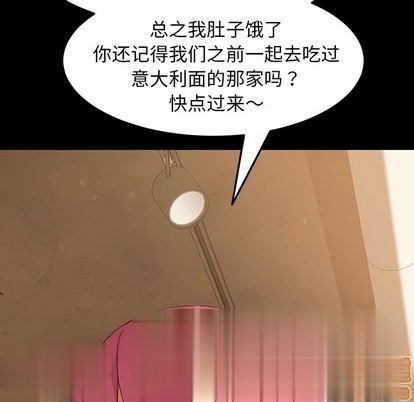 总之我肚子饿了
你还记得我们之前一起去吃过
意大利面的那家吗？
快点过来～